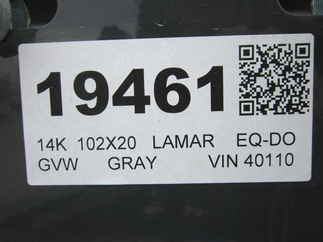 19461
14K 102X20 LAMAR EQ-DO
GVW GRAY VIN 40110